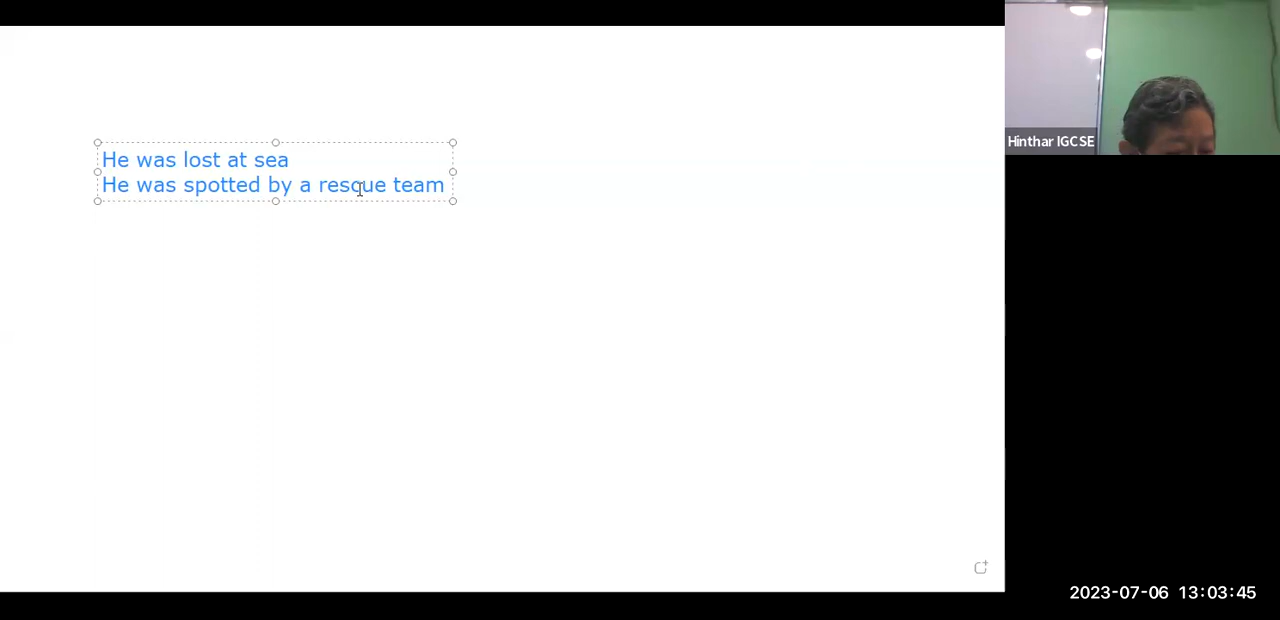 He was lost at sea
He was spotted by a rescue team
Hinthar IGCSE
2023-07-06 13:03:45